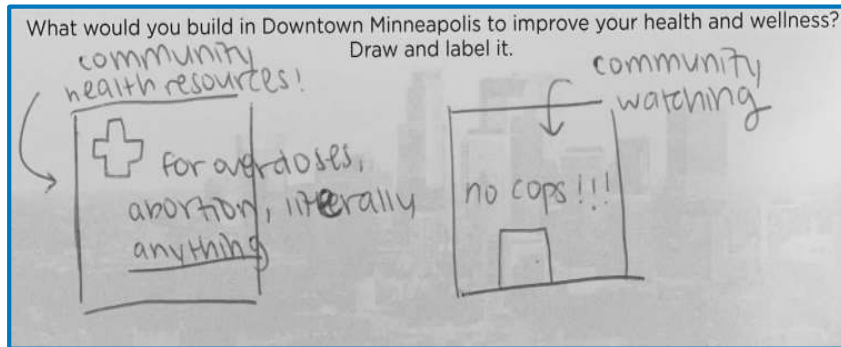 What would you build in Downtown Minneapolis to improve your health and wellness?
Draw and label it.
community
health resources!
for overdoses,
abortion, literally
anything
community
watching
no cops!!!